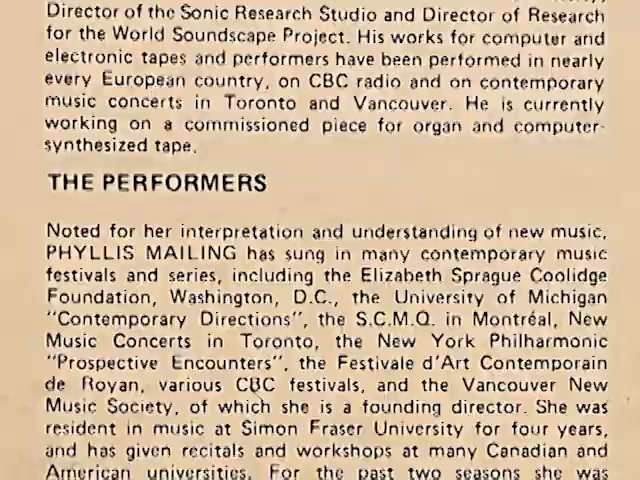 Director of the Sonic Research Studio and Director of Research
for the World Soundscape Project. His works for computer and
electronic tapes and performers have been performed in nearly
every European country, on CBC radio and on contemporary
music concerts in Toronto and Vancouver. He is currently
working on a commissioned piece for organ and computer-
synthesized tape.
THE PERFORMERS
Noted for her interpretation and understanding of new music,
PHYLLIS MAILING has sung in many contemporary music
festivals and series, including the Elizabeth Sprague Coolidge
Foundation, Washington, D.C., the University of Michigan
"Contemporary Directions", the S.C.M.Q. in Montréal, New
Music Concerts in Toronto, the New York Philharmonic
"Prospective Encounters", the Festivale d'Art Contemporain
de Royan, various CBC festivals, and the Vancouver New
Music Society, of which she is a founding director. She was
resident in music at Simon Fraser University for four years,
and has given recitals and workshops at many Canadian and
American universities. For the past two seasons she was